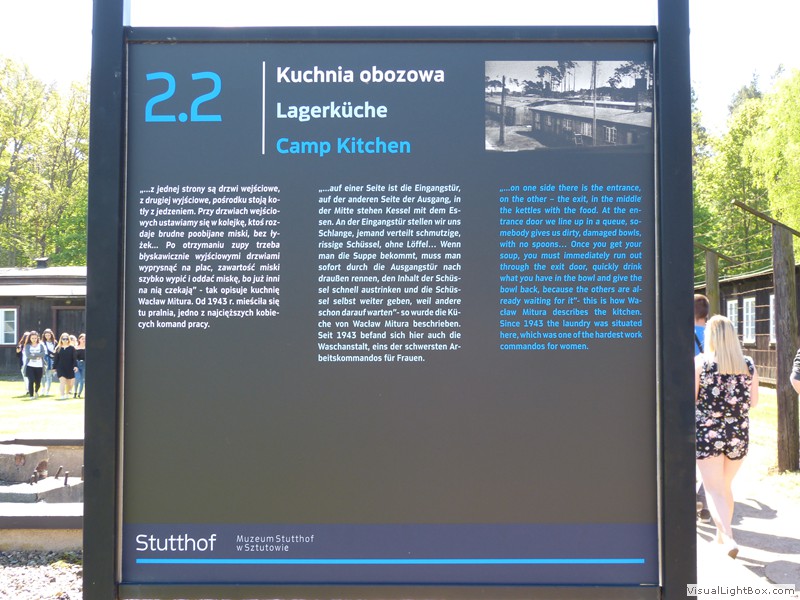 2.2
Kuchnia obozowa
Lagerküche
Camp Kitchen
„...z jednej strony są drzwi wejściowe,
z drugiej wyjściowe, pośrodku stoją ko-
tły z jedzeniem. Przy drzwiach wejścio-
wych ustawiamy się w kolejkę, ktoś roz-
daje brudne poobijane miski, bez ły-
żek... Po otrzymaniu zupy trzeba
błyskawicznie wyjściowymi drzwiami
wyprysnąć na plac, zawartość miski
szybko wypić i oddać miskę, bo już inni
na nią czekają" - tak opisuje kuchnię
Wacław Mitura. Od 1943 r. mieściła się
tu pralnia, jedno z najcięższych kobie-
cych komand pracy.
„...auf einer Seite ist die Eingangstür,
auf der anderen Seite der Ausgang, in
der Mitte stehen Kessel mit dem Es-
sen. An der Eingangstür stellen wir uns
Schlange, jemand verteilt schmutzige,
rissige Schüssel, ohne Löffel... Wenn
man die Suppe bekommt, muss man
sofort durch die Ausgangstür nach
draußen rennen, den Inhalt der Schüs-
sel schnell austrinken und die Schüs-
sel selbst weiter geben, weil andere
schon darauf warten"- so wurde die Kü-
che von Wacław Mitura beschrieben.
Seit 1943 befand sich hier auch die
Waschanstalt, eins der schwersten Ar-
beitskommandos für Frauen.
„...on one side there is the entrance,
on the other – the exit, in the middle
the kettles with the food. At the en-
trance door we line up in a queue, so-
mebody gives us dirty, damaged bowls,
with no spoons... Once you get your
soup, you must immediately run out
through the exit door, quickly drink
what you have in the bowl and give the
bowl back, because the others are al-
ready waiting for it"- this is how Wa-
cław Mitura describes the kitchen.
Since 1943 the laundry was situated
here, which was one of the hardest work
commandos for women.
Stutthof
Muzeum Stutthof
w Sztutowie
VisualLightBox.com